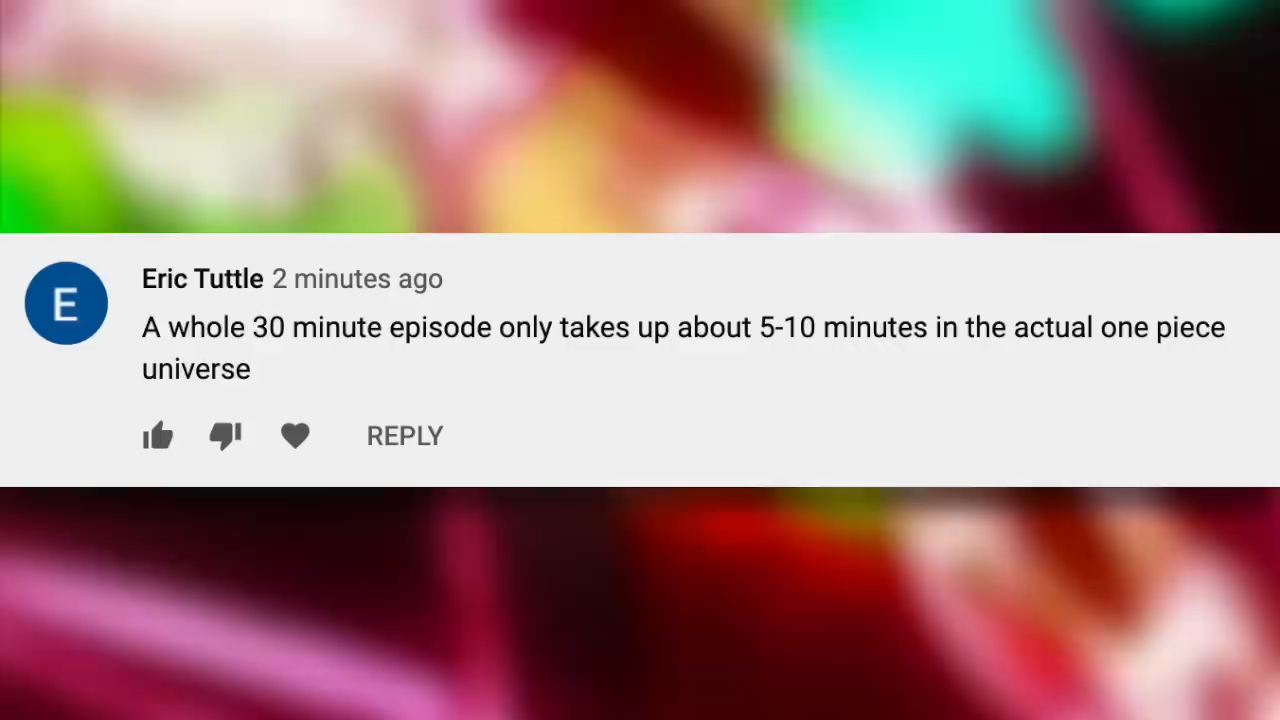 E
Eric Tuttle 2 minutes ago
A whole 30 minute episode only takes up about 5-10 minutes in the actual one piece
universe
REPLY